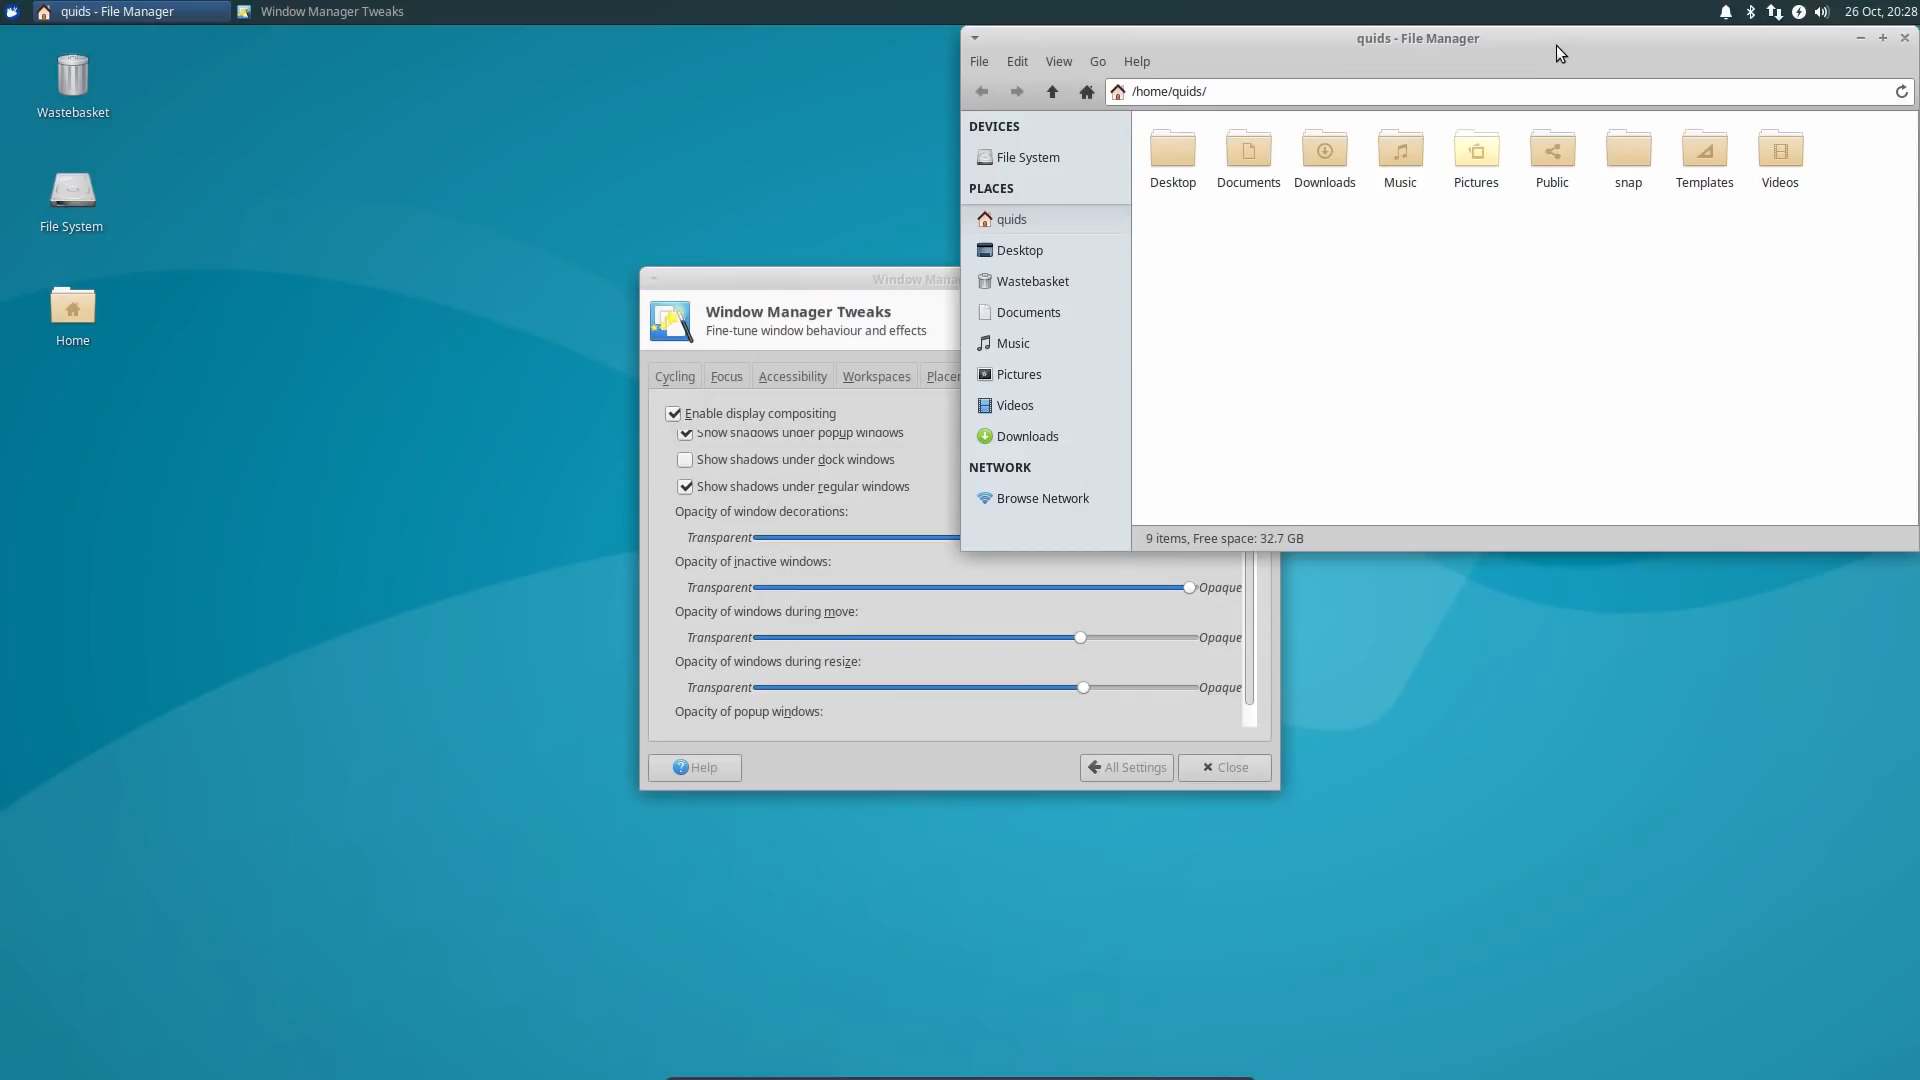 quids - File Manager
Window Manager Tweaks
26 Oct, 20:28
Wastebasket
File System
Home
quids - File Manager
File Edit View Go Help
/home/quids/
DEVICES
File System
PLACES
quids
Desktop
Wastebasket
Documents
Music
Pictures
Videos
Downloads
NETWORK
Browse Network
Desktop Documents Downloads Music Pictures Public snap Templates Videos
9 items, Free space: 32.7 GB
Window Mana
Window Manager Tweaks
Fine-tune window behaviour and effects
Cycling Focus Accessibility Workspaces Placer
Enable display compositing
Show shadows under popup windows
Show shadows under dock windows
Show shadows under regular windows
Opacity of window decorations:
Transparent
Opacity of inactive windows:
Transparent Opaque
Opacity of windows during move:
Transparent Opaque
Opacity of windows during resize:
Transparent Opaque
Opacity of popup windows:
Help All Settings Close